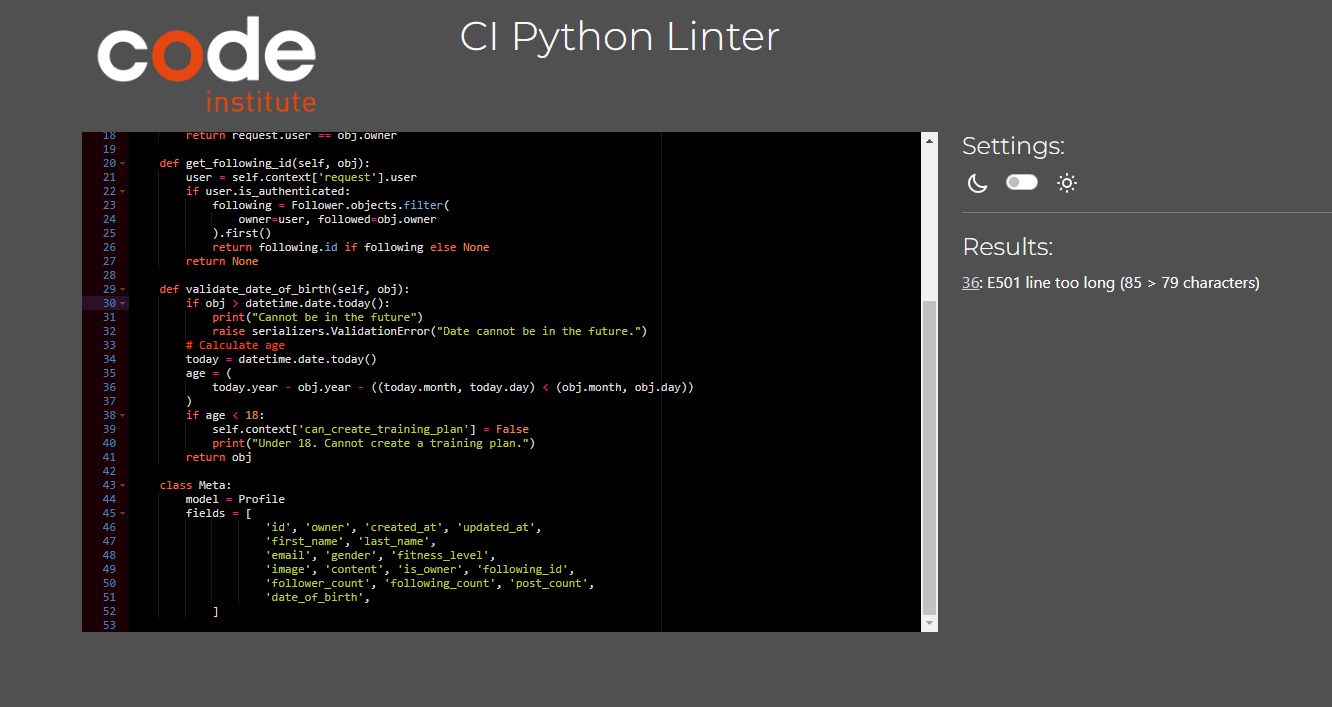 code
institute
CI Python Linter
18 return request.user == obj.owner
19
20 def get_following_id(self, obj):
21 user = self.context['request'].user
22 if user.is_authenticated:
23 following = Follower.objects.filter(
24 owner=user, followed=obj.owner
25 ).first()
26 return following.id if following else None
27 return None
28
29 def validate_date_of_birth(self, obj):
30 if obj > datetime.date.today():
31 print("Cannot be in the future")
32 raise serializers.ValidationError("Date cannot be in the future.")
33 # Calculate age
34 today = datetime.date.today()
35 age = (
36 today.year - obj.year - ((today.month, today.day) < (obj.month, obj.day))
37 )
38 if age < 18:
39 self.context['can_create_training_plan'] = False
40 print("Under 18. Cannot create a training plan.")
41 return obj
42
43 class Meta:
44 model = Profile
45 fields = [
46 'id', 'owner', 'created_at', 'updated_at',
47 'first_name', 'last_name',
48 'email', 'gender', 'fitness_level',
49 'image', 'content', 'is_owner', 'following_id',
50 'follower_count', 'following_count', 'post_count',
51 'date_of_birth',
52 ]
53
Settings:
Results:
36: E501 line too long (85 > 79 characters)